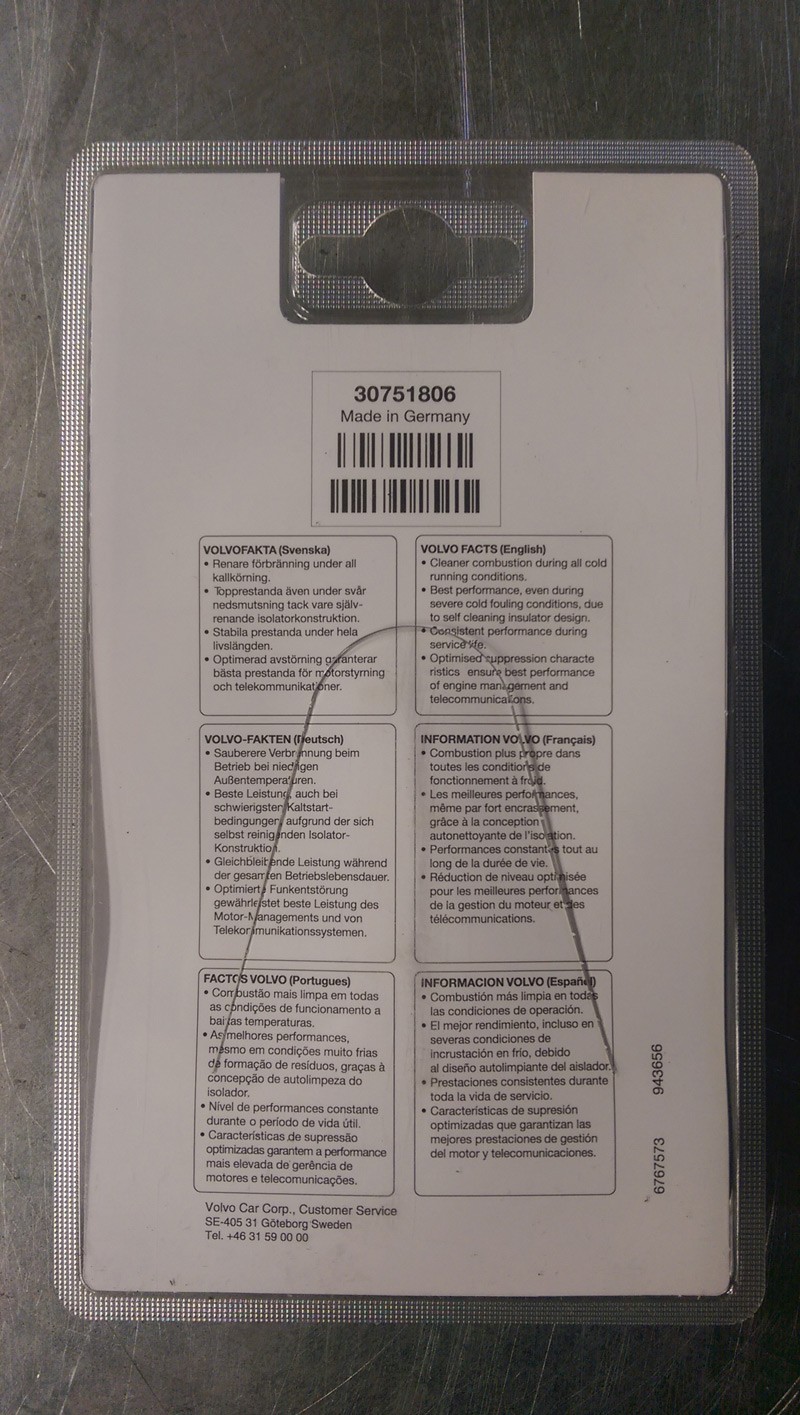 30751806
Made in Germany
VOLVOFAKTA (Svenska)
• Renare förbränning under all
kallkörning.
• Topprestanda även under svår
nedsmutsning tack vare själv-
renande isolatorkonstruktion.
• Stabila prestanda under hela
livslängden.
• Optimerad avstörning garanterar
bästa prestanda för motorstyrning
och telekommunikationer.
VOLVO FACTS (English)
• Cleaner combustion during all cold
running conditions.
• Best performance, even during
severe cold fouling conditions, due
to self cleaning insulator design.
• Consistent performance during
service life.
• Optimised suppression characte
ristics ensure best performance
of engine management and
telecommunications.
VOLVO-FAKTEN (Deutsch)
• Sauberere Verbrennung beim
Betrieb bei niedrigen
Außentemperaturen.
• Beste Leistung, auch bei
schwierigsten Kaltstart-
bedingungen, aufgrund der sich
selbst reinigenden Isolator-
Konstruktion.
• Gleichbleibende Leistung während
der gesamten Betriebslebensdauer.
• Optimierte Funkentstörung
gewährleistet beste Leistung des
Motor-Managements und von
Telekommunikationssystemen.
INFORMATION VOLVO (Français)
• Combustion plus propre dans
toutes les conditions de
fonctionnement à froid.
• Les meilleures performances,
même par fort encrassement,
grâce à la conception
autonettoyante de l'isolation.
• Performances constantes tout au
long de la durée de vie.
• Réduction de niveau optimisée
pour les meilleures performances
de la gestion du moteur et des
télécommunications.
FACTOS VOLVO (Portugues)
• Combustão mais limpa em todas
as condições de funcionamento a
baixas temperaturas.
• As melhores performances,
mesmo em condições muito frias
de formação de resíduos, graças à
concepção de autolimpeza do
isolador.
• Nível de performances constante
durante o período de vida útil.
• Características de supressão
optimizadas garantem a performance
mais elevada de gerência de
motores e telecomunicações.
INFORMACION VOLVO (Español)
• Combustión más limpia en todas
las condiciones de operación.
• El mejor rendimiento, incluso en
severas condiciones de
incrustación en frío, debido
al diseño autolimpiante del aislador.
• Prestaciones consistentes durante
toda la vida de servicio.
• Características de supresión
optimizadas que garantizan las
mejores prestaciones de gestión
del motor y telecomunicaciones.
Volvo Car Corp., Customer Service
SE-405 31 Göteborg Sweden
Tel. +46 31 59 00 00
6767573 943656